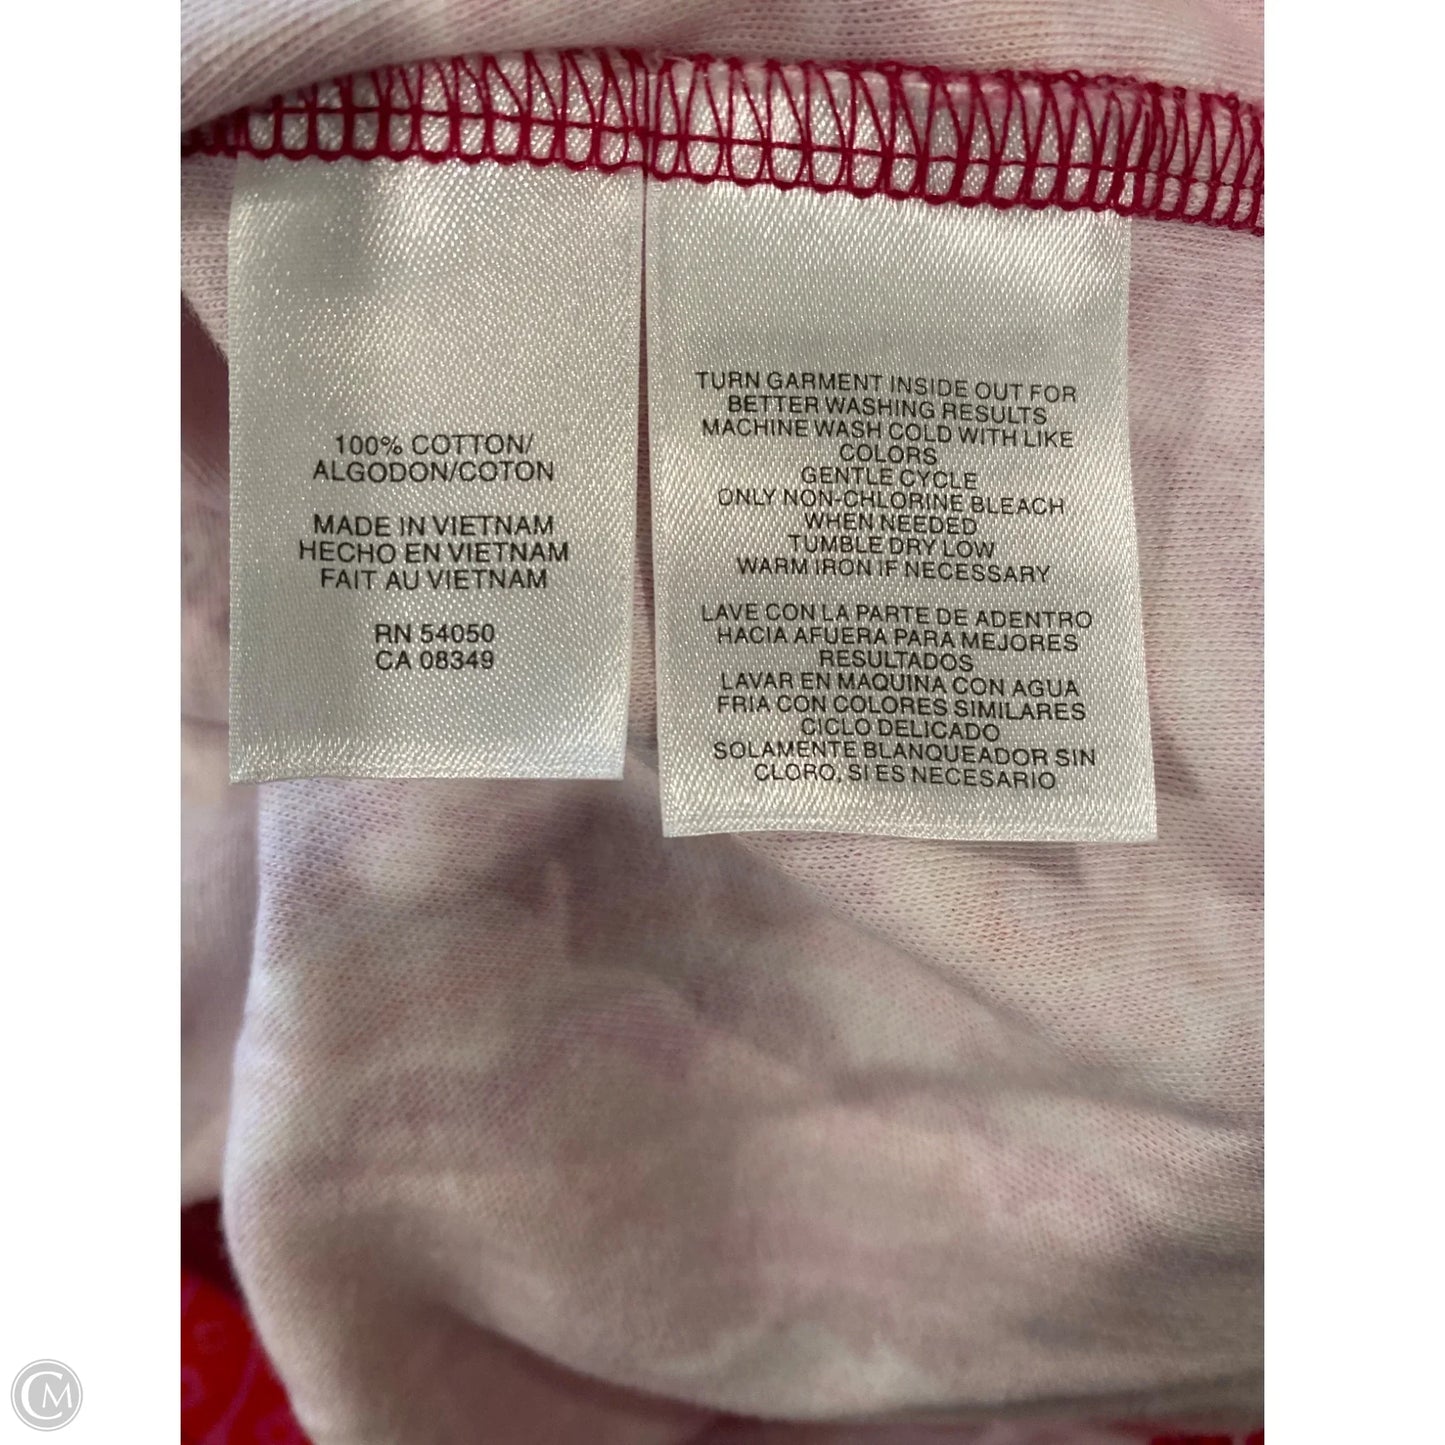 100% COTTON/
ALGODON/COTON
MADE IN VIETNAM
HECHO EN VIETNAM
FAIT AU VIETNAM
RN 54050
CA 08349
TURN GARMENT INSIDE OUT FOR
BETTER WASHING RESULTS
MACHINE WASH COLD WITH LIKE
COLORS
GENTLE CYCLE
ONLY NON-CHLORINE BLEACH
WHEN NEEDED
TUMBLE DRY LOW
WARM IRON IF NECESSARY
LAVE CON LA PARTE DE ADENTRO
HACIA AFUERA PARA MEJORES
RESULTADOS
LAVAR EN MAQUINA CON AGUA
FRIA CON COLORES SIMILARES
CICLO DELICADO
SOLAMENTE BLANQUEADOR SIN
CLORO, SI ES NECESARIO
CM